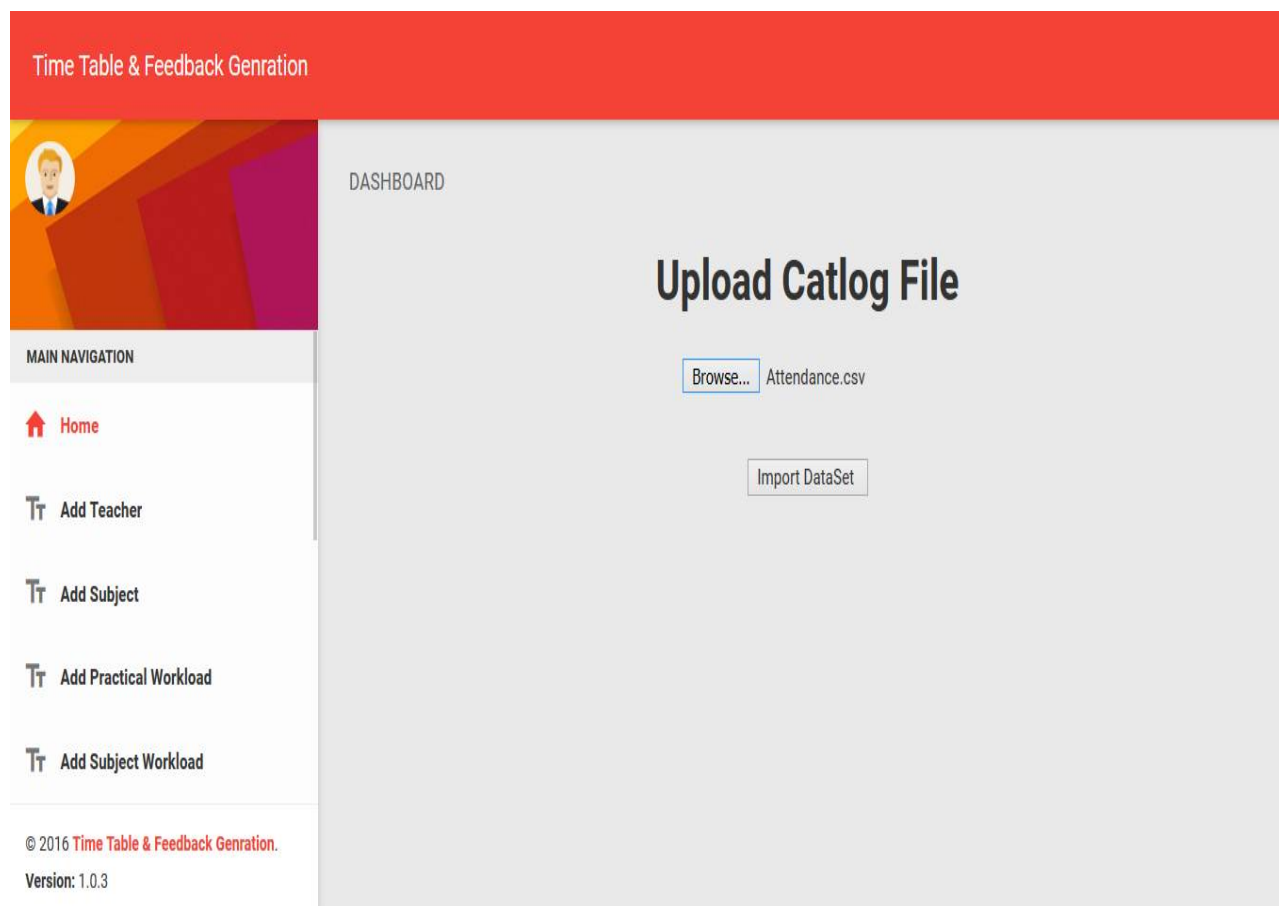 Time Table & Feedback Genration
DASHBOARD
Upload Catlog File
Browse... Attendance.csv
Import DataSet
MAIN NAVIGATION
Home
Add Teacher
Add Subject
Add Practical Workload
Add Subject Workload
© 2016 Time Table & Feedback Genration.
Version: 1.0.3